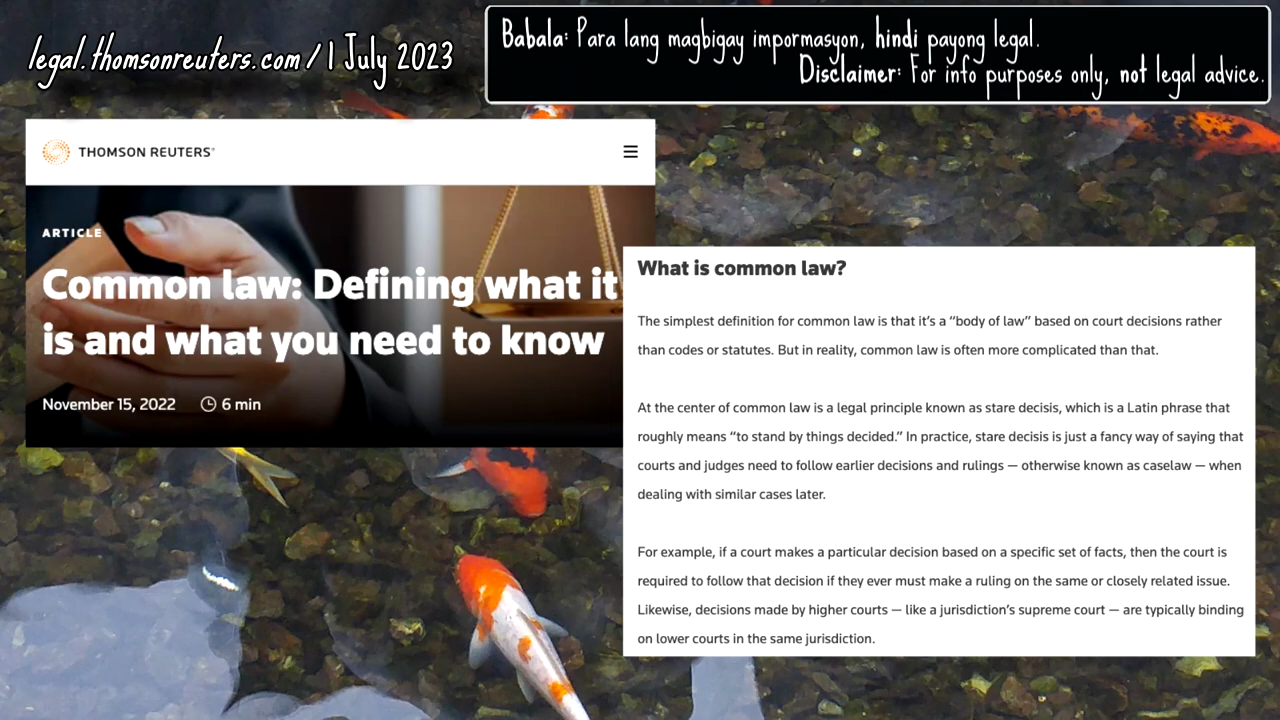 legal.thomsonreuters.com / 1 July 2023
Babala: Para lang magbigay impormasyon, hindi payong legal.
Disclaimer: For info purposes only, not legal advice.
THOMSON REUTERS®
ARTICLE
Common law: Defining what it
is and what you need to know
November 15, 2022 6 min
What is common law?
The simplest definition for common law is that it's a “body of law” based on court decisions rather
than codes or statutes. But in reality, common law is often more complicated than that.
At the center of common law is a legal principle known as stare decisis, which is a Latin phrase that
roughly means “to stand by things decided.” In practice, stare decisis is just a fancy way of saying that
courts and judges need to follow earlier decisions and rulings — otherwise known as caselaw — when
dealing with similar cases later.
For example, if a court makes a particular decision based on a specific set of facts, then the court is
required to follow that decision if they ever must make a ruling on the same or closely related issue.
Likewise, decisions made by higher courts — like a jurisdiction’s supreme court — are typically binding
on lower courts in the same jurisdiction.